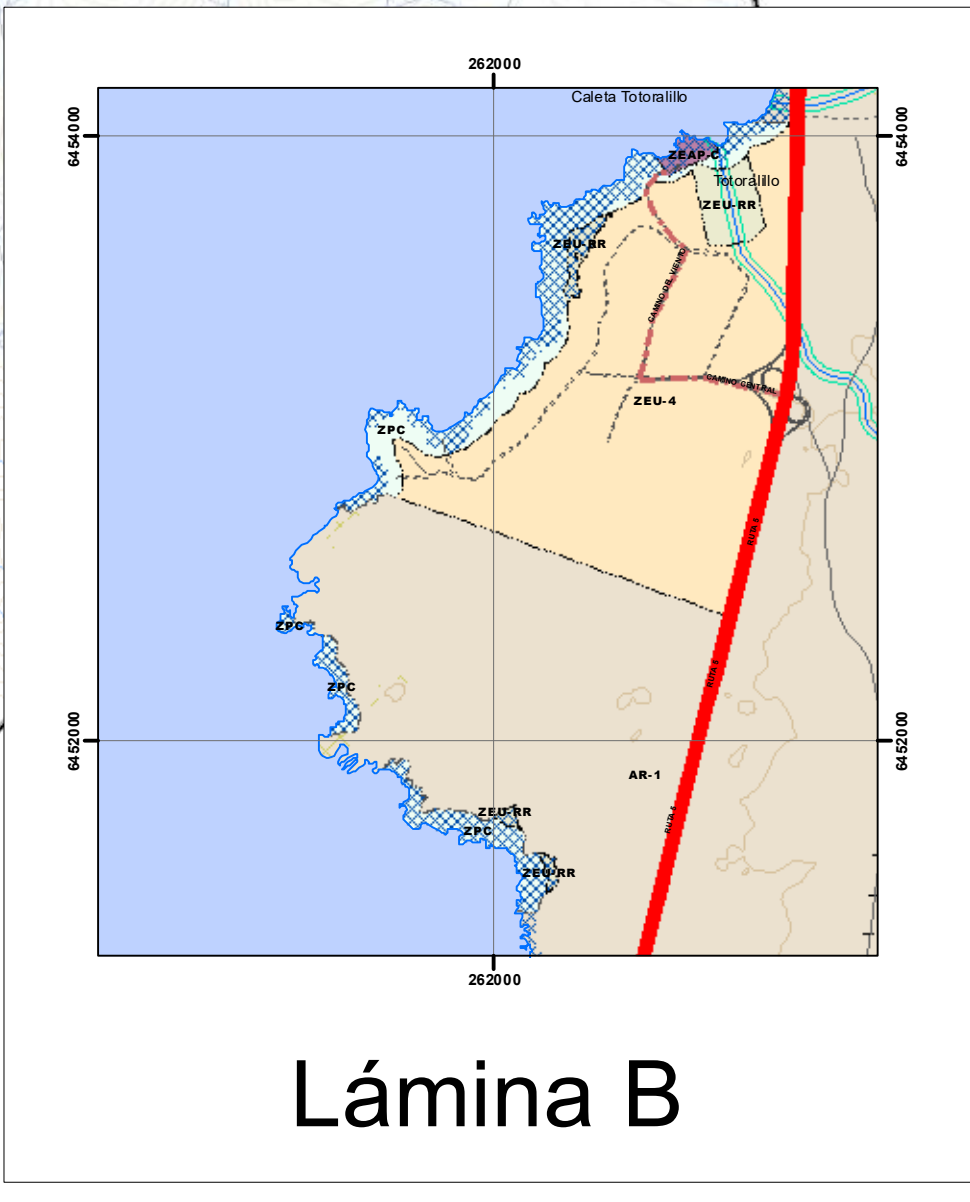 262000
Caleta Totoralillo
6454000
6454000
ZEAP-C
Totoralillo
ZEU-RR
ZEU-RR
CAMINO DEL VIENTO
CAMINO CENTRAL
ZEU-4
ZPC
RUTA 5
ZPC
RUTA 5
ZPC
6452000
6452000
AR-1
ZEU-RR
RUTA 5
ZPC
ZEU-RR
262000
Lámina B